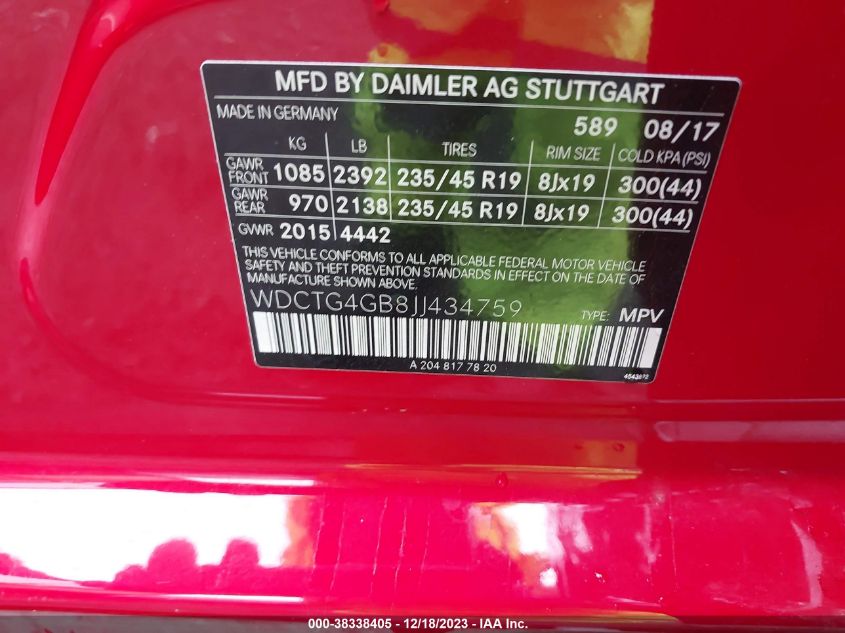 MFD BY DAIMLER AG STUTTGART
MADE IN GERMANY
589 08/17
KG LB TIRES RIM SIZE COLD KPA (PSI)
GAWR FRONT 1085 2392 235/45 R19 8Jx19 300(44)
GAWR REAR 970 2138 235/45 R19 8Jx19 300(44)
GVWR 2015 4442
THIS VEHICLE CONFORMS TO ALL APPLICABLE FEDERAL MOTOR VEHICLE
SAFETY AND THEFT PREVENTION STANDARDS IN EFFECT ON THE DATE OF
MANUFACTURE SHOWN ABOVE.
WDCTG4GB8JJ434759 TYPE: MPV
A 204 817 78 20
000-38338405 - 12/18/2023 - IAA Inc.